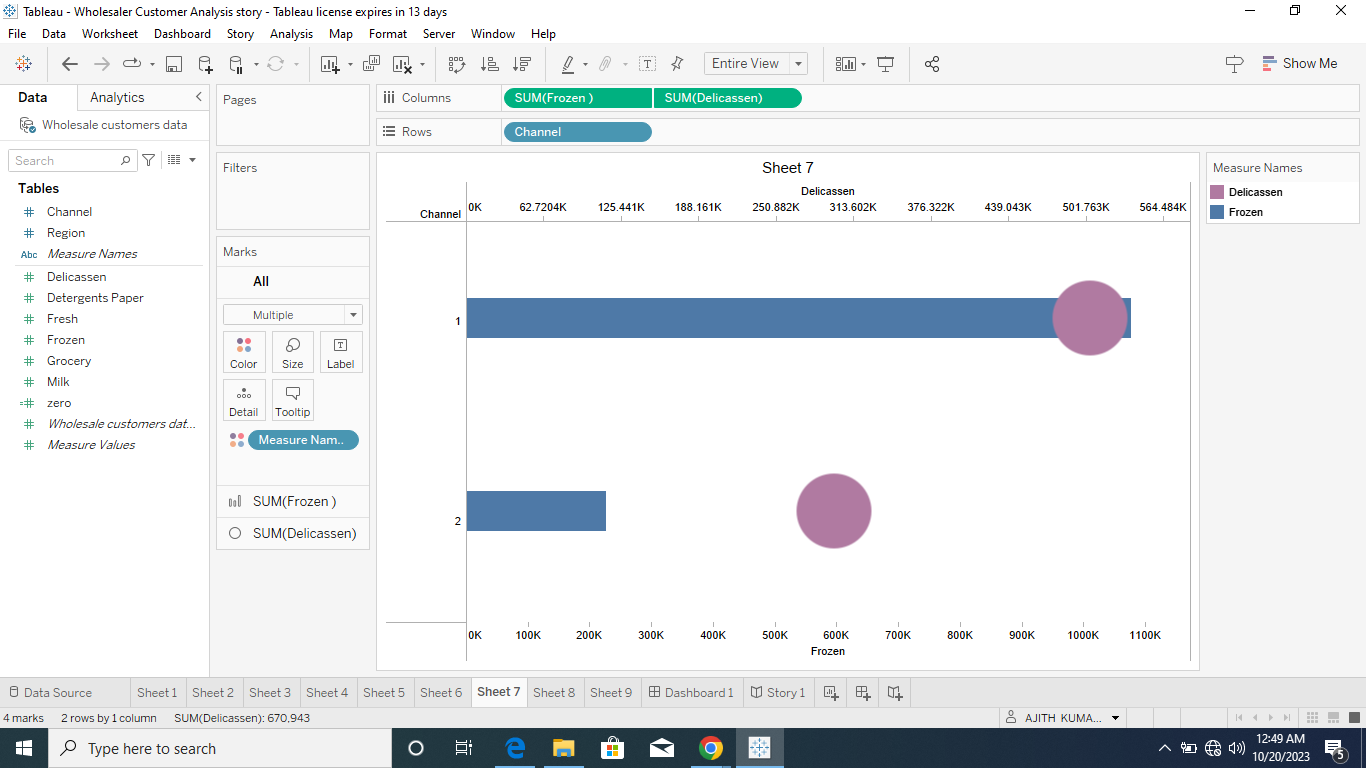 Tableau - Wholesaler Customer Analysis story - Tableau license expires in 13 days
File Data Worksheet Dashboard Story Analysis Map Format Server Window Help
Entire View
Show Me
Data Analytics
Wholesale customers data
Search
Tables
Channel
Region
Abc Measure Names
Delicassen
Detergents Paper
Fresh
Frozen
Grocery
Milk
zero
Wholesale customers dat...
Measure Values
Pages
Filters
Marks
All
Multiple
Color Size Label
Detail Tooltip
Measure Nam..
SUM(Frozen )
SUM(Delicassen)
Columns SUM(Frozen ) SUM(Delicassen)
Rows Channel
Sheet 7
Delicassen
Channel 0K 62.7204K 125.441K 188.161K 250.882K 313.602K 376.322K 439.043K 501.763K 564.484K
1
2
0K 100K 200K 300K 400K 500K 600K 700K 800K 900K 1000K 1100K
Frozen
Measure Names
Delicassen
Frozen
Data Source Sheet 1 Sheet 2 Sheet 3 Sheet 4 Sheet 5 Sheet 6 Sheet 7 Sheet 8 Sheet 9 Dashboard 1 Story 1
4 marks 2 rows by 1 column SUM(Delicassen): 670,943 AJITH KUMA...
Type here to search
12:49 AM
10/20/2023
5